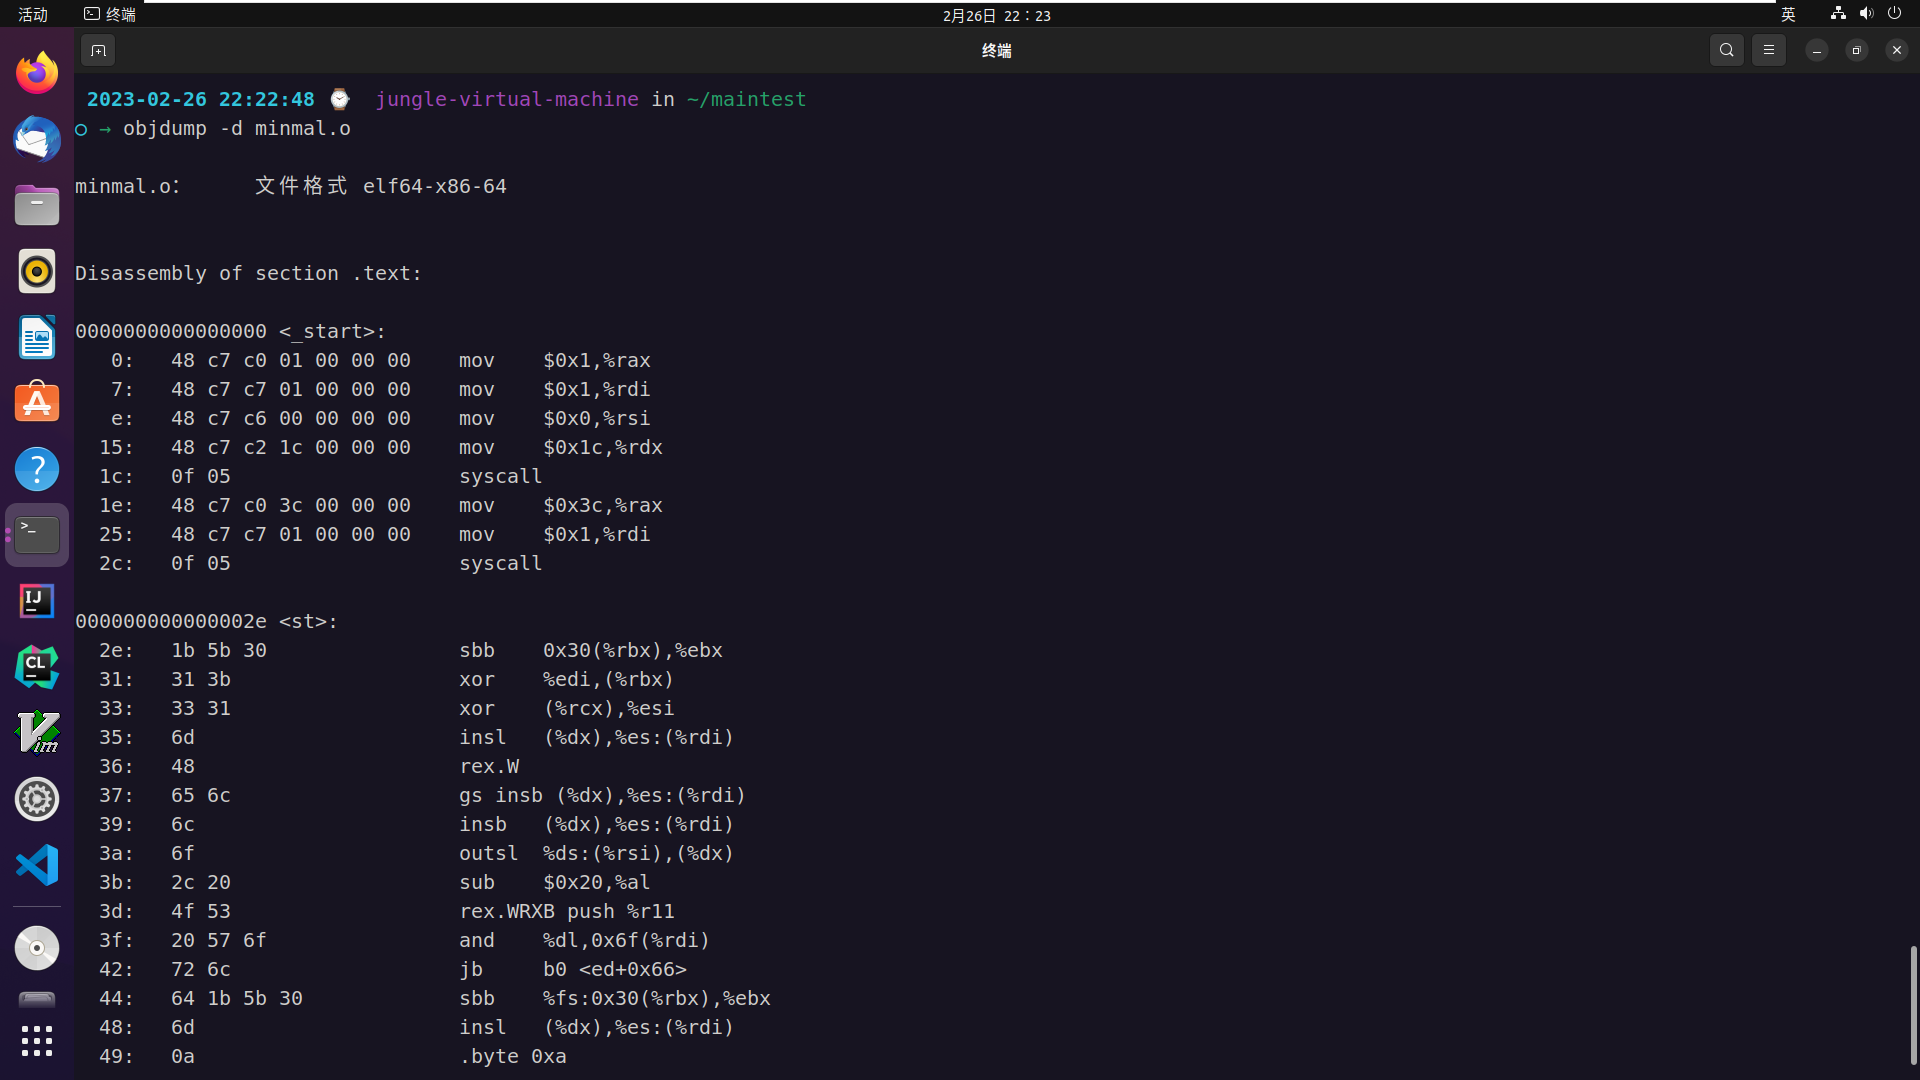 活动 终端 2月26日 22：23 英
终端
2023-02-26 22:22:48 ⌚ jungle-virtual-machine in ~/maintest
○ → objdump -d minmal.o
minmal.o： 文件格式 elf64-x86-64
Disassembly of section .text:
0000000000000000 <_start>:
0: 48 c7 c0 01 00 00 00 mov $0x1,%rax
7: 48 c7 c7 01 00 00 00 mov $0x1,%rdi
e: 48 c7 c6 00 00 00 00 mov $0x0,%rsi
15: 48 c7 c2 1c 00 00 00 mov $0x1c,%rdx
1c: 0f 05 syscall
1e: 48 c7 c0 3c 00 00 00 mov $0x3c,%rax
25: 48 c7 c7 01 00 00 00 mov $0x1,%rdi
2c: 0f 05 syscall
000000000000002e <st>:
2e: 1b 5b 30 sbb 0x30(%rbx),%ebx
31: 31 3b xor %edi,(%rbx)
33: 33 31 xor (%rcx),%esi
35: 6d insl (%dx),%es:(%rdi)
36: 48 rex.W
37: 65 6c gs insb (%dx),%es:(%rdi)
39: 6c insb (%dx),%es:(%rdi)
3a: 6f outsl %ds:(%rsi),(%dx)
3b: 2c 20 sub $0x20,%al
3d: 4f 53 rex.WRXB push %r11
3f: 20 57 6f and %dl,0x6f(%rdi)
42: 72 6c jb b0 <ed+0x66>
44: 64 1b 5b 30 sbb %fs:0x30(%rbx),%ebx
48: 6d insl (%dx),%es:(%rdi)
49: 0a .byte 0xa
IJ
CL
Vim